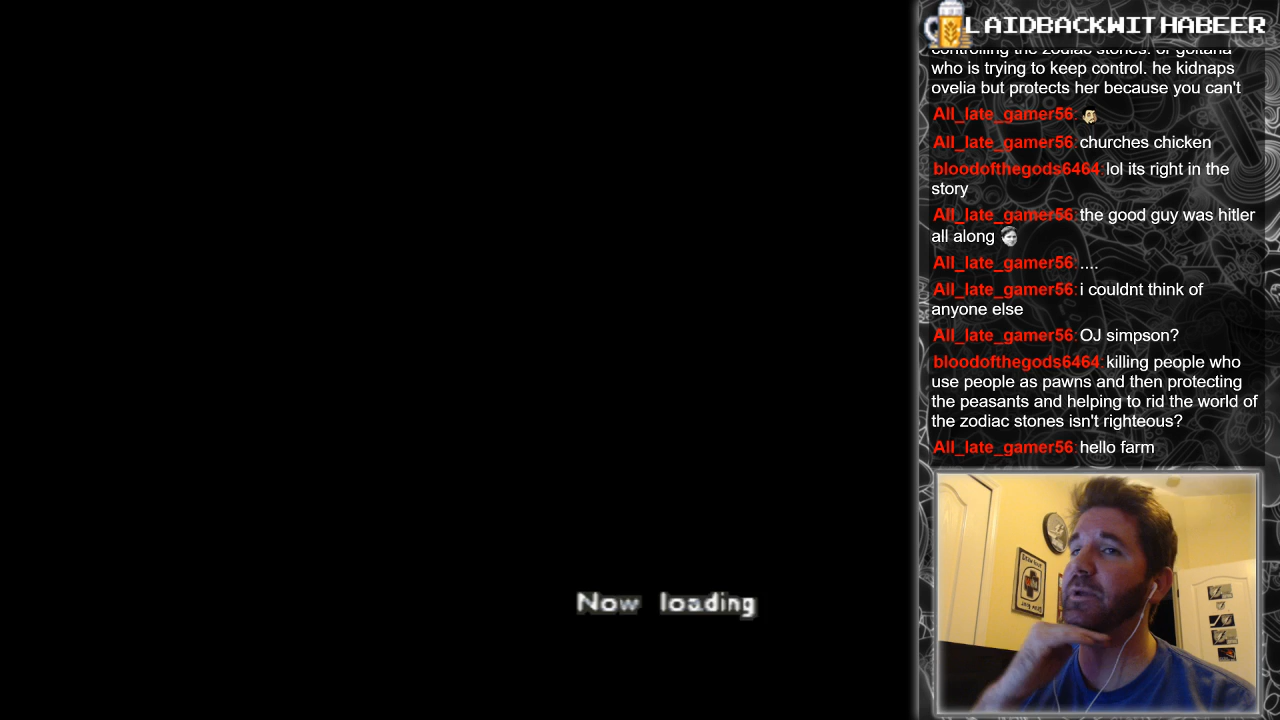 LAIDBACKWITHABEER
controlling the zodiac stones. or goltana
who is trying to keep control. he kidnaps
ovelia but protects her because you can't
All_late_gamer56:
All_late_gamer56: churches chicken
bloodofthegods6464: lol its right in the
story
All_late_gamer56: the good guy was hitler
all along
All_late_gamer56: ....
All_late_gamer56: i couldnt think of
anyone else
All_late_gamer56: OJ simpson?
bloodofthegods6464: killing people who
use people as pawns and then protecting
the peasants and helping to rid the world of
the zodiac stones isn't righteous?
All_late_gamer56: hello farm
Now loading